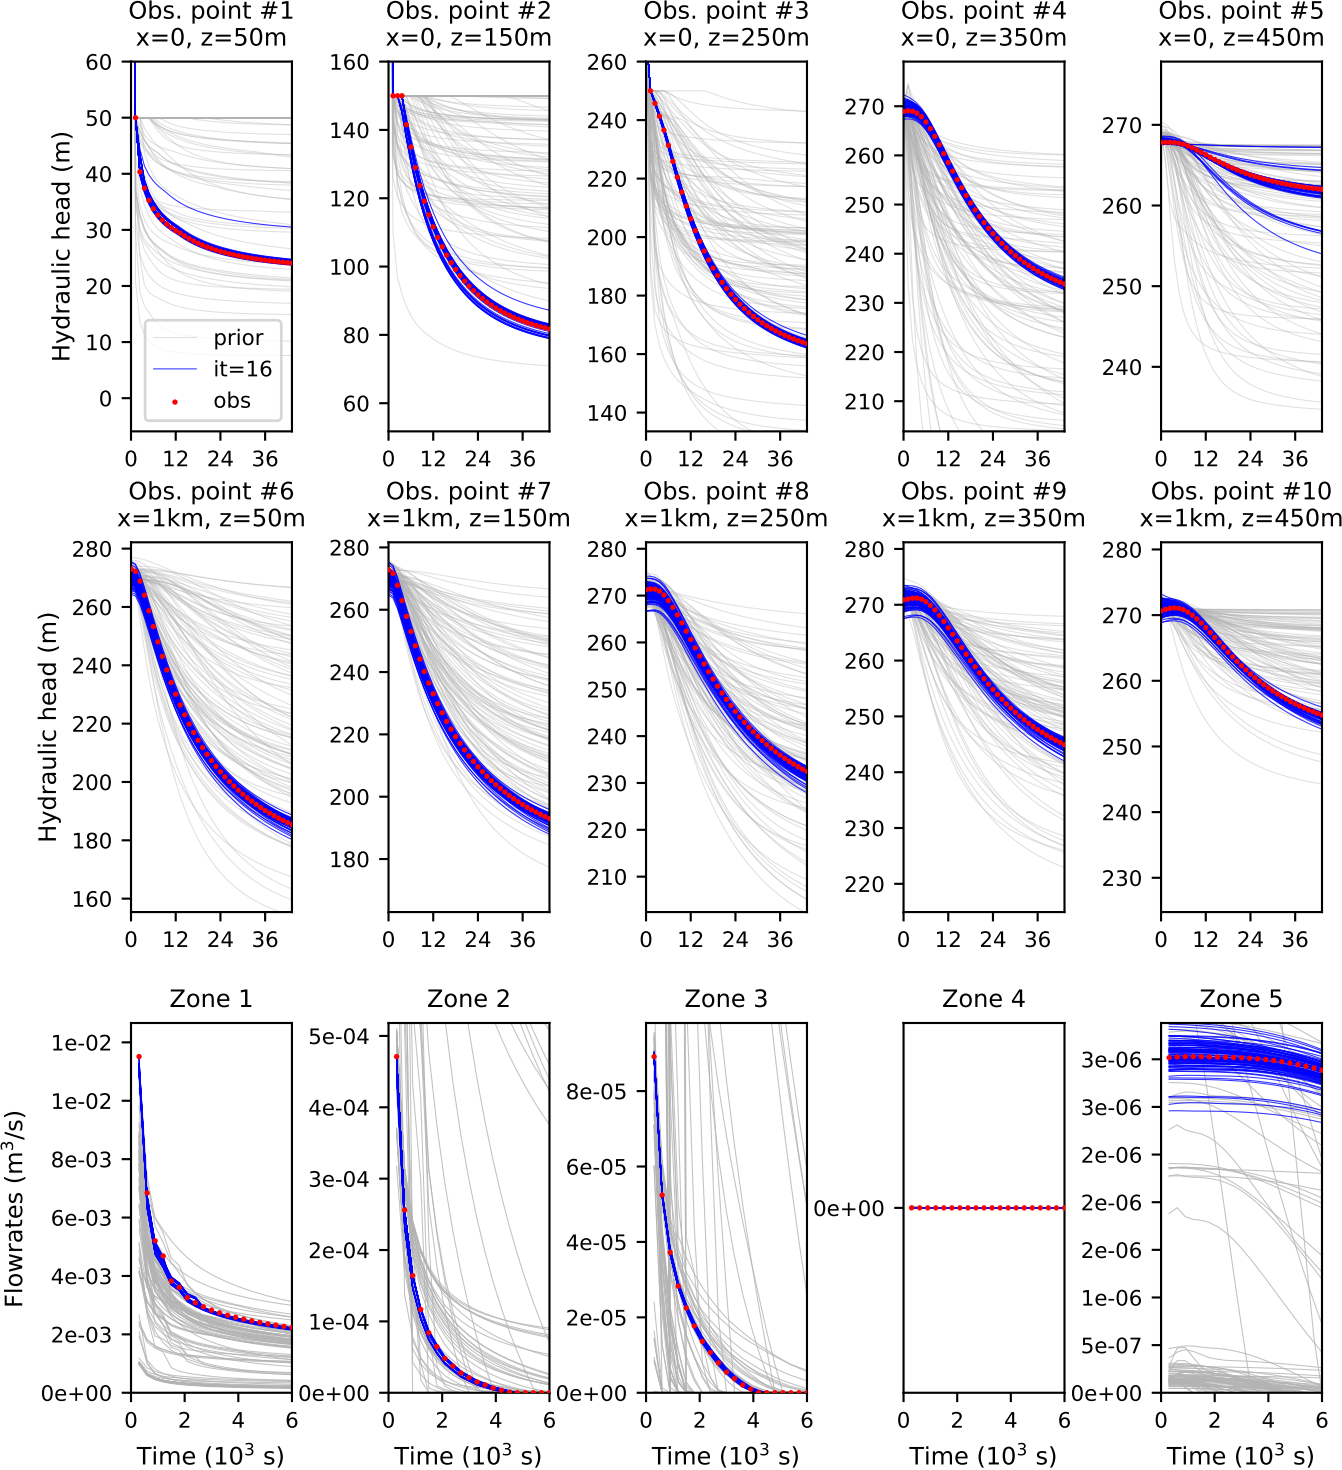 Obs. point #1
x=0, z=50m
Obs. point #2
x=0, z=150m
Obs. point #3
x=0, z=250m
Obs. point #4
x=0, z=350m
Obs. point #5
x=0, z=450m
Hydraulic head (m)
60
50
40
30
20
10
0
prior
it=16
obs
0 12 24 36
160
140
120
100
80
60
0 12 24 36
260
240
220
200
180
160
140
0 12 24 36
270
260
250
240
230
220
210
0 12 24 36
270
260
250
240
0 12 24 36
Obs. point #6
x=1km, z=50m
Obs. point #7
x=1km, z=150m
Obs. point #8
x=1km, z=250m
Obs. point #9
x=1km, z=350m
Obs. point #10
x=1km, z=450m
Hydraulic head (m)
280
260
240
220
200
180
160
0 12 24 36
280
260
240
220
200
180
0 12 24 36
280
270
260
250
240
230
220
210
0 12 24 36
280
270
260
250
240
230
220
0 12 24 36
280
270
260
250
240
230
0 12 24 36
Zone 1
Zone 2
Zone 3
Zone 4
Zone 5
Flowrates (m³/s)
1e-02
1e-02
8e-03
6e-03
4e-03
2e-03
0e+00
0 2 4 6
Time (10³ s)
5e-04
4e-04
3e-04
2e-04
1e-04
0e+00
0 2 4 6
Time (10³ s)
8e-05
6e-05
4e-05
2e-05
0e+00
0 2 4 6
Time (10³ s)
0e+00
0 2 4 6
Time (10³ s)
3e-06
3e-06
2e-06
2e-06
2e-06
1e-06
5e-07
0e+00
0 2 4 6
Time (10³ s)